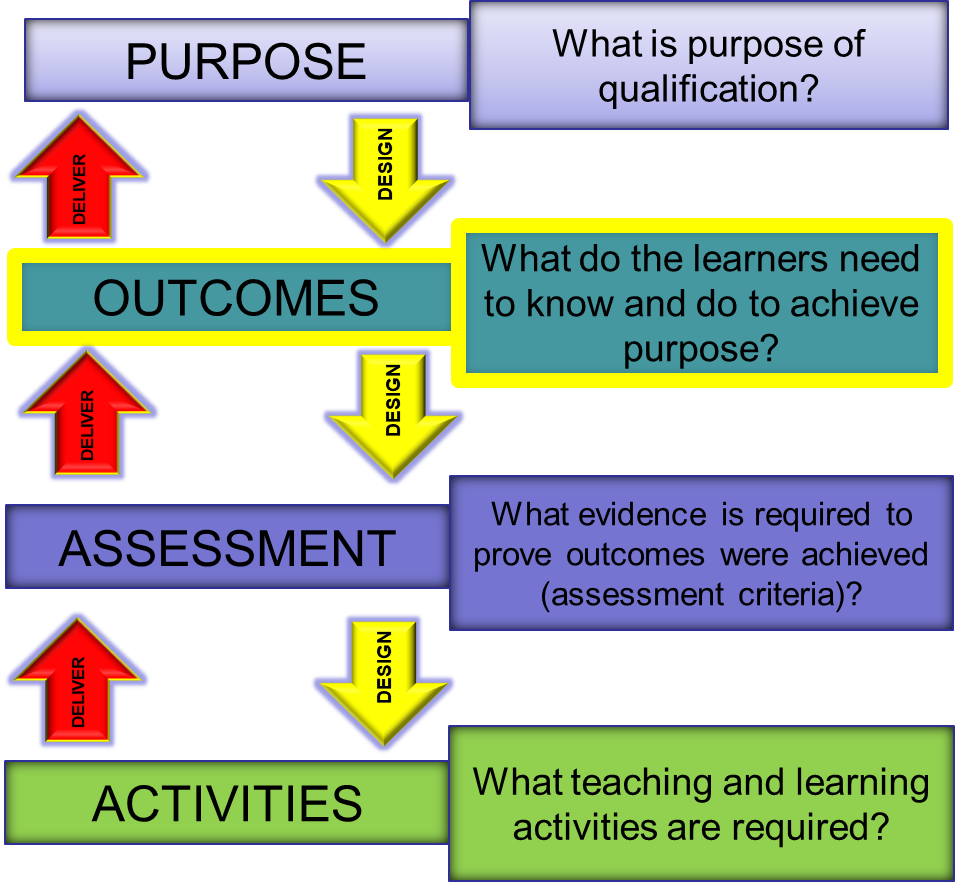 PURPOSE
What is purpose of
qualification?
DELIVER
DESIGN
OUTCOMES
What do the learners need
to know and do to achieve
purpose?
DELIVER
DESIGN
ASSESSMENT
What evidence is required to
prove outcomes were achieved
(assessment criteria)?
DELIVER
DESIGN
ACTIVITIES
What teaching and learning
activities are required?